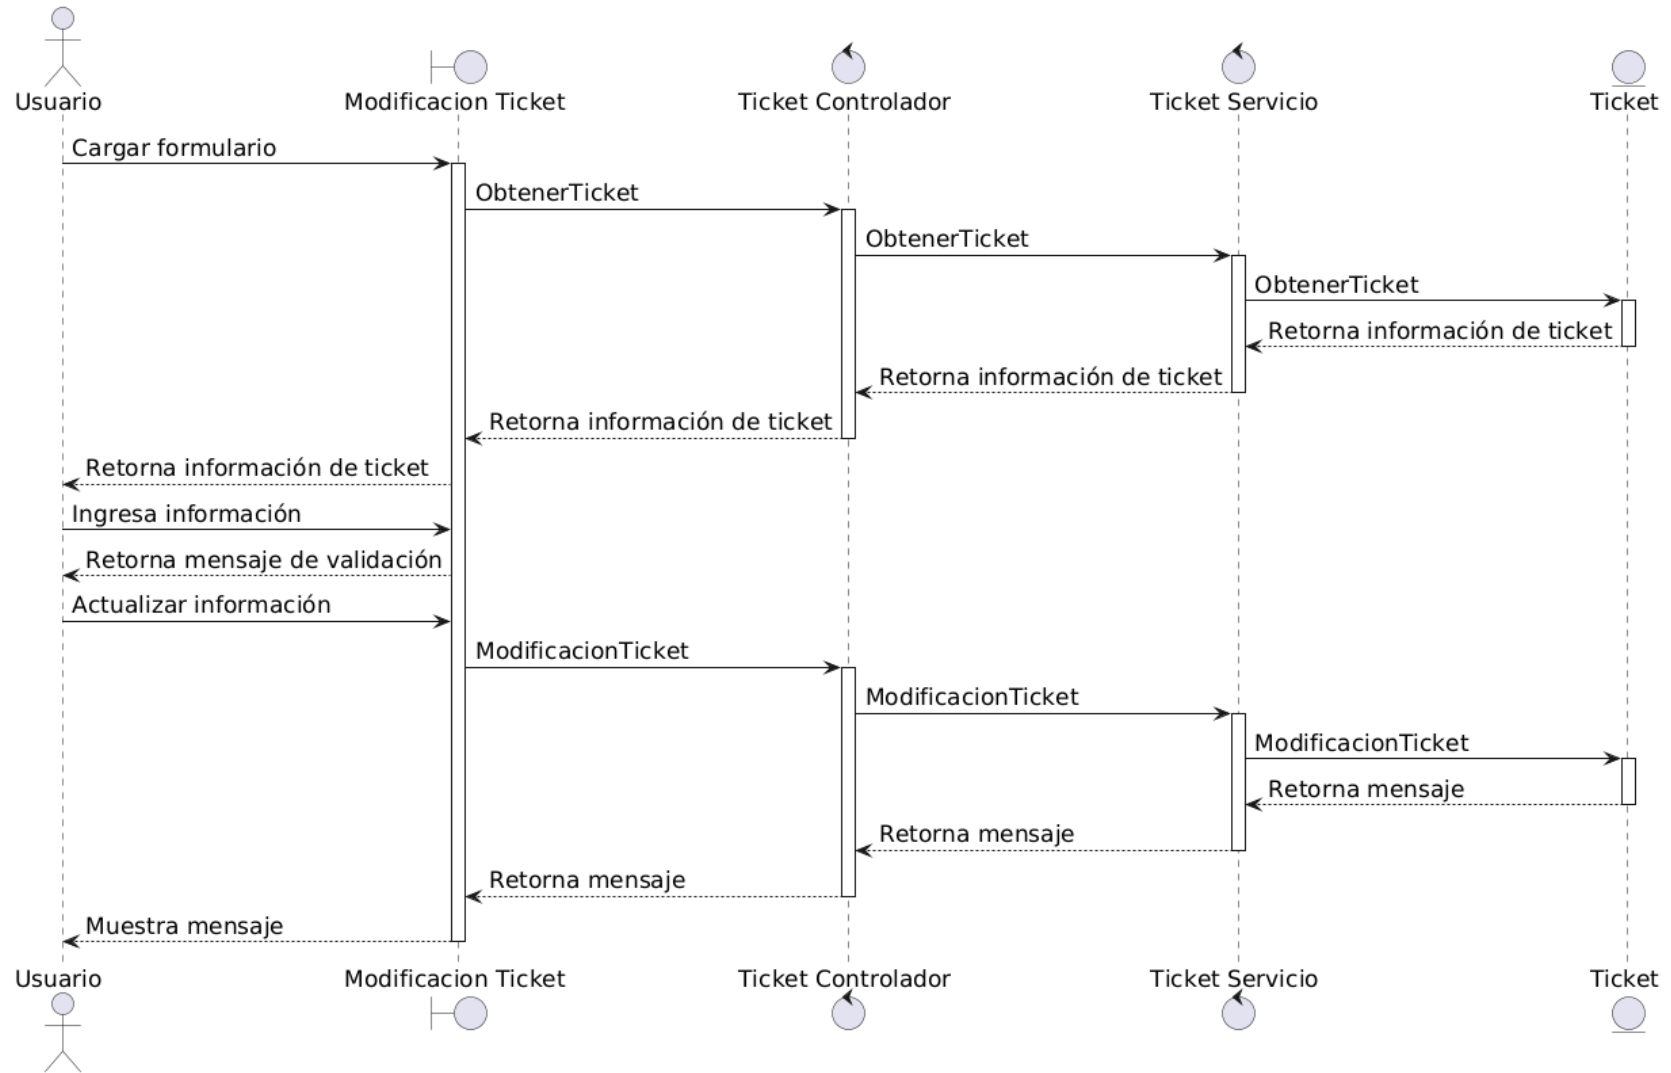 Usuario
Modificacion Ticket
Ticket Controlador
Ticket Servicio
Ticket
Cargar formulario
ObtenerTicket
ObtenerTicket
ObtenerTicket
Retorna información de ticket
Retorna información de ticket
Retorna información de ticket
Retorna información de ticket
Ingresa información
Retorna mensaje de validación
Actualizar información
ModificacionTicket
ModificacionTicket
ModificacionTicket
Retorna mensaje
Retorna mensaje
Retorna mensaje
Muestra mensaje
Usuario
Modificacion Ticket
Ticket Controlador
Ticket Servicio
Ticket